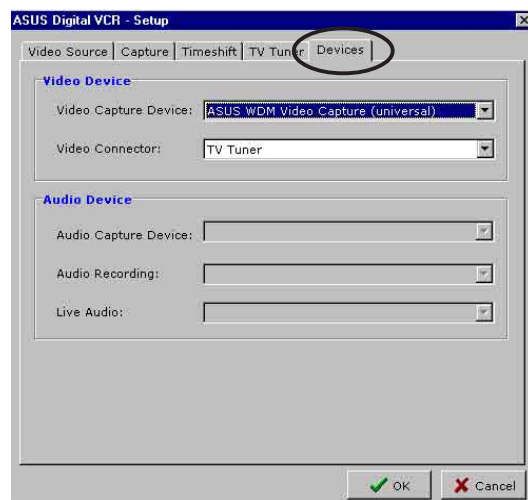 ASUS Digital VCR - Setup
Video Source Capture Timeshift TV Tuner Devices
Video Device
Video Capture Device: ASUS WDM Video Capture (universal)
Video Connector: TV Tuner
Audio Device
Audio Capture Device:
Audio Recording:
Live Audio:
OK Cancel